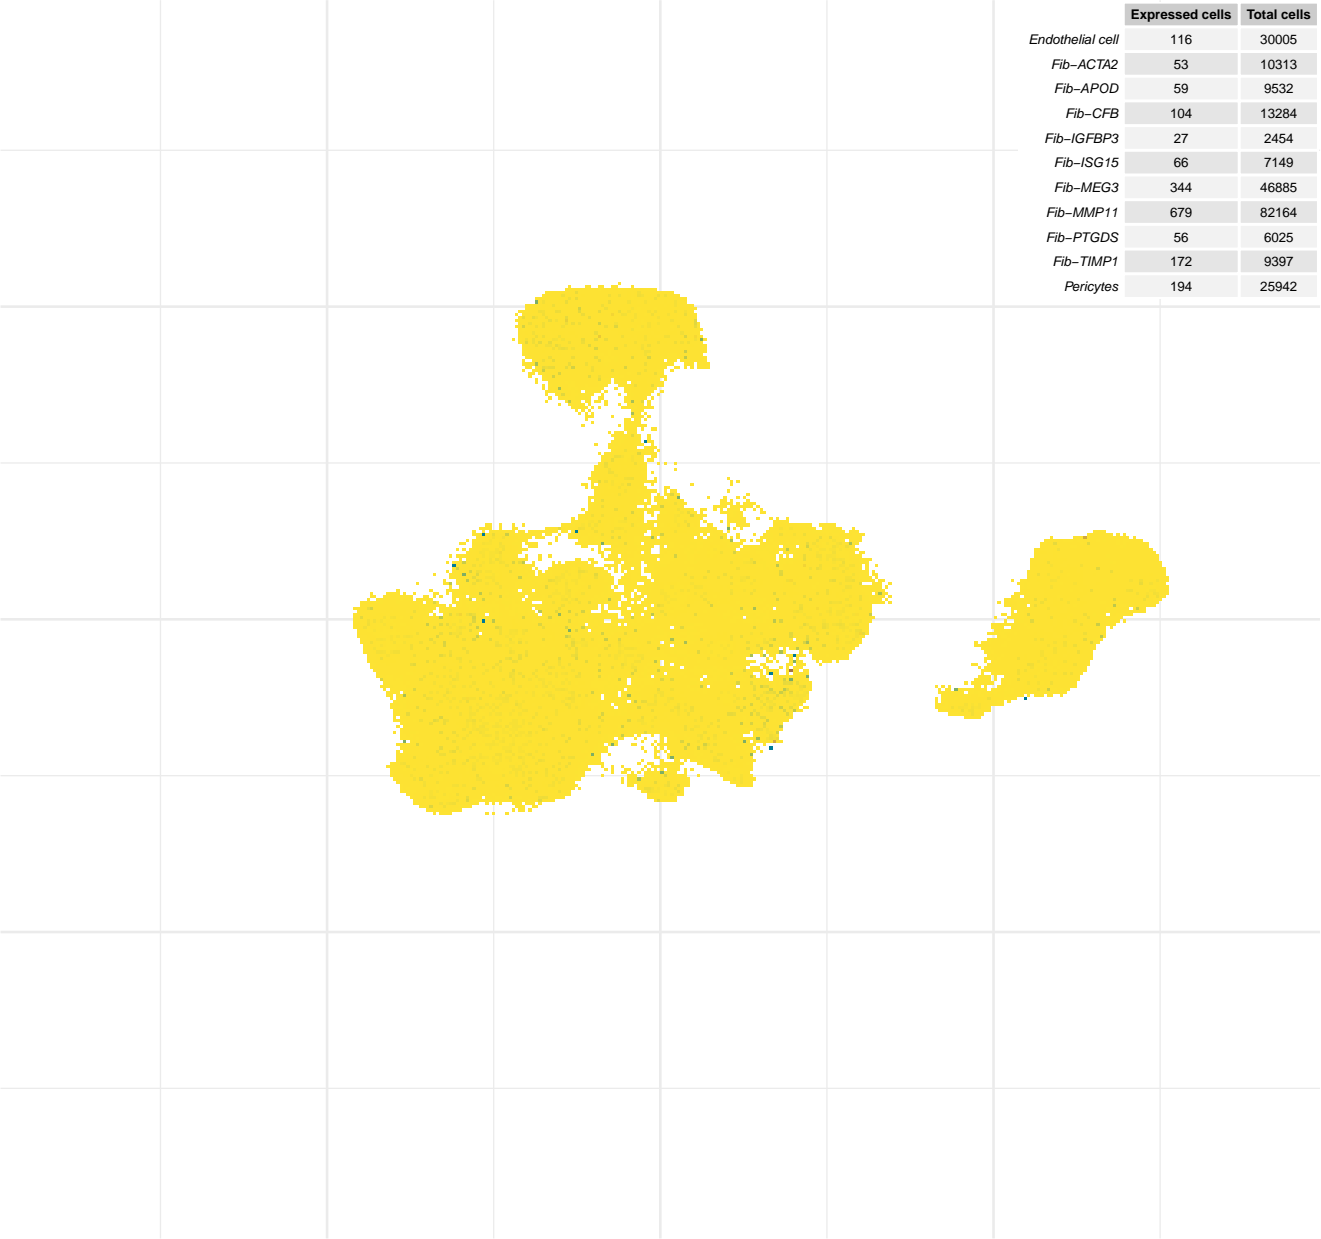 Expressed cells Total cells
Endothelial cell 116 30005
Fib−ACTA2 53 10313
Fib−APOD 59 9532
Fib−CFB 104 13284
Fib−IGFBP3 27 2454
Fib−ISG15 66 7149
Fib−MEG3 344 46885
Fib−MMP11 679 82164
Fib−PTGDS 56 6025
Fib−TIMP1 172 9397
Pericytes 194 25942